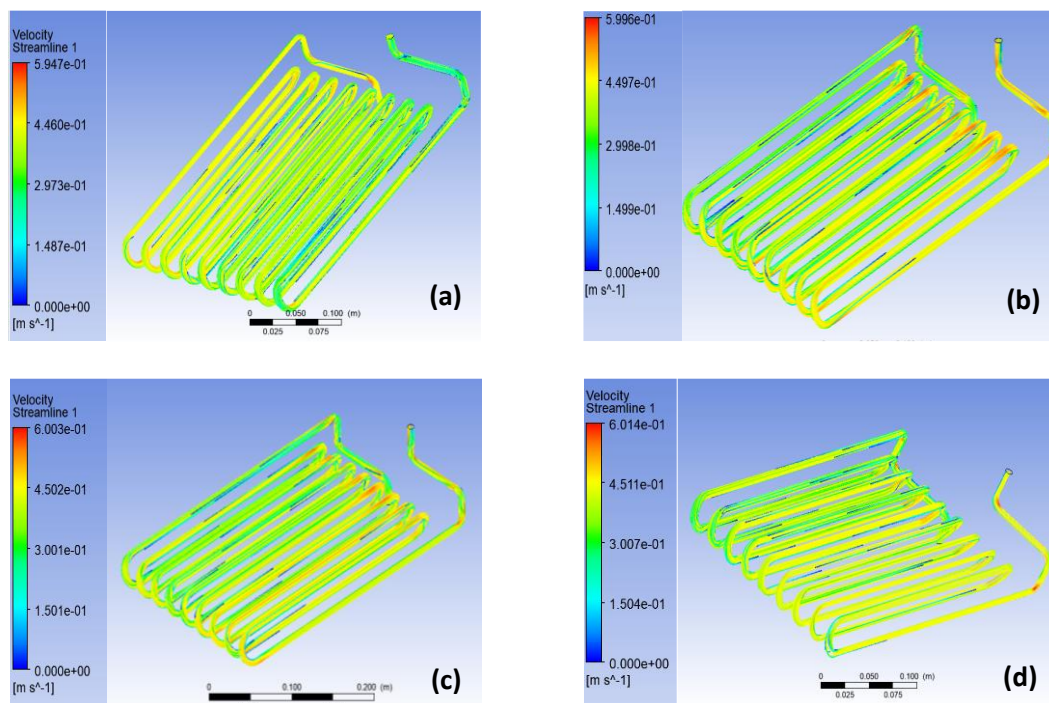 Velocity
Streamline 1
5.947e-01
4.460e-01
2.973e-01
1.487e-01
0.000e+00
[m s^-1]
0 0.050 0.100 (m)
0.025 0.075
(a)
5.996e-01
4.497e-01
2.998e-01
1.499e-01
0.000e+00
[m s^-1]
(b)
Velocity
Streamline 1
6.003e-01
4.502e-01
3.001e-01
1.501e-01
0.000e+00
[m s^-1]
0 0.100 0.200 (m)
(c)
Velocity
Streamline 1
6.014e-01
4.511e-01
3.007e-01
1.504e-01
0.000e+00
[m s^-1]
0 0.050 0.100 (m)
0.025 0.075
(d)